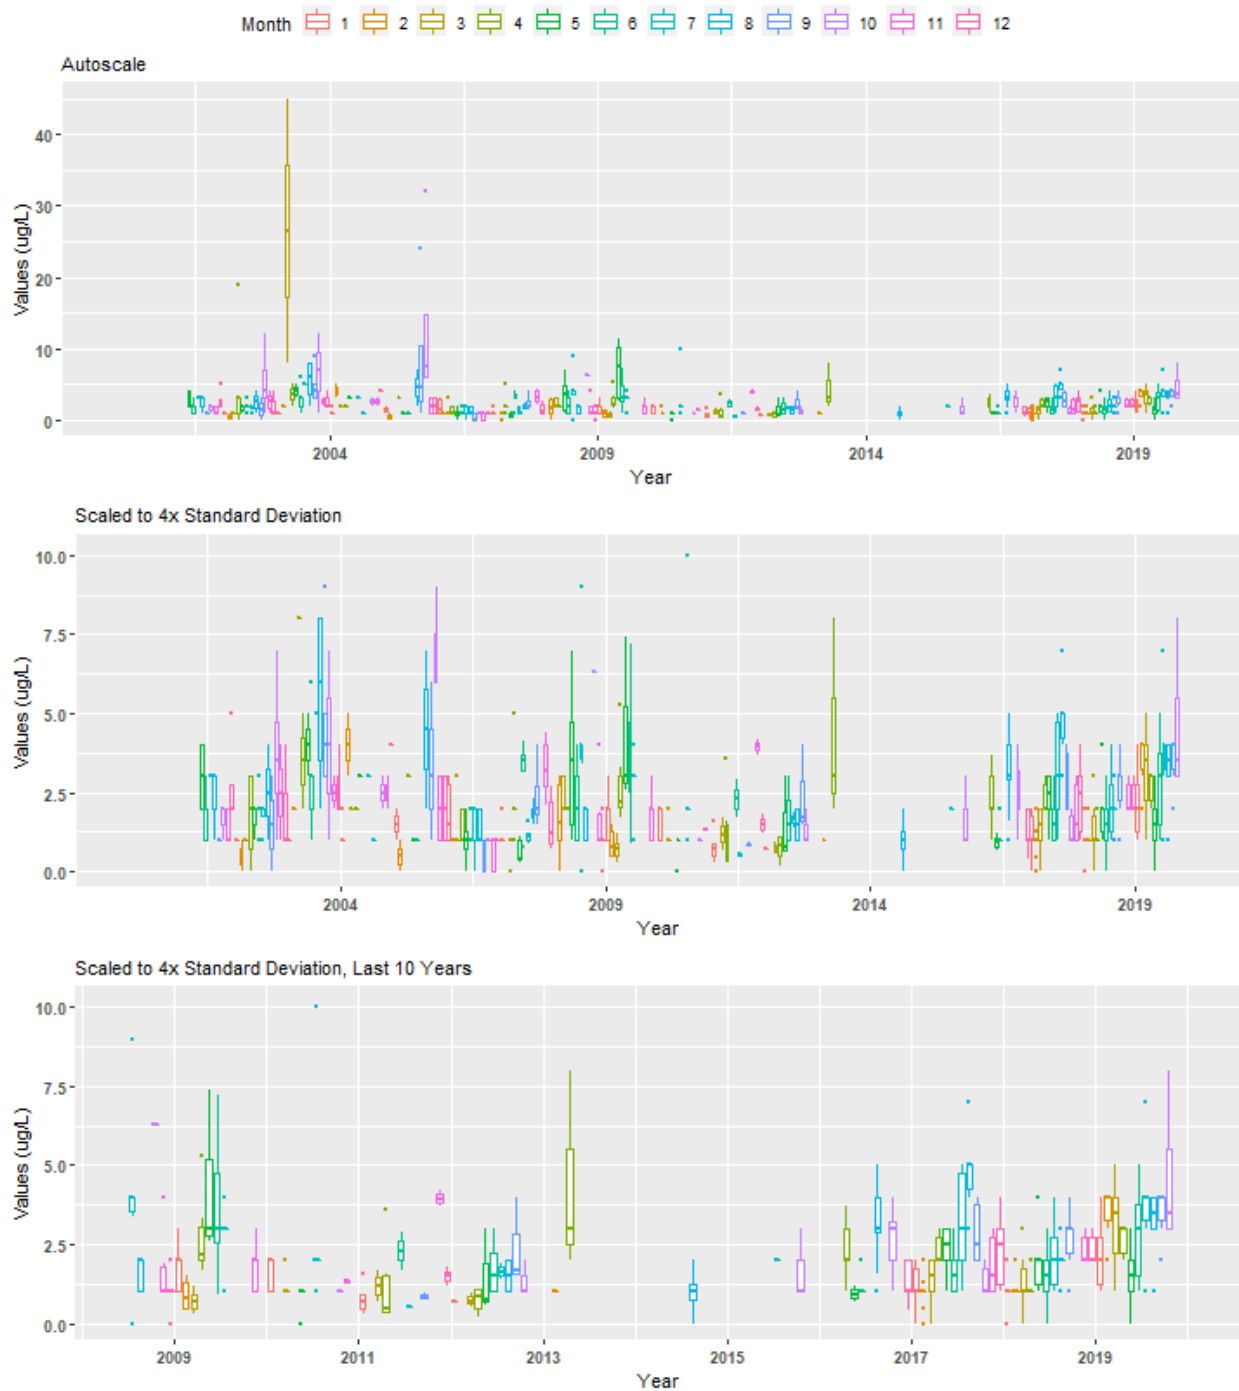 Month 1 2 3 4 5 6 7 8 9 10 11 12
Autoscale
Values (ug/L)
40
30
20
10
0
2004 2009 2014 2019
Year
Scaled to 4x Standard Deviation
Values (ug/L)
10.0
7.5
5.0
2.5
0.0
2004 2009 2014 2019
Year
Scaled to 4x Standard Deviation, Last 10 Years
Values (ug/L)
10.0
7.5
5.0
2.5
0.0
2009 2011 2013 2015 2017 2019
Year